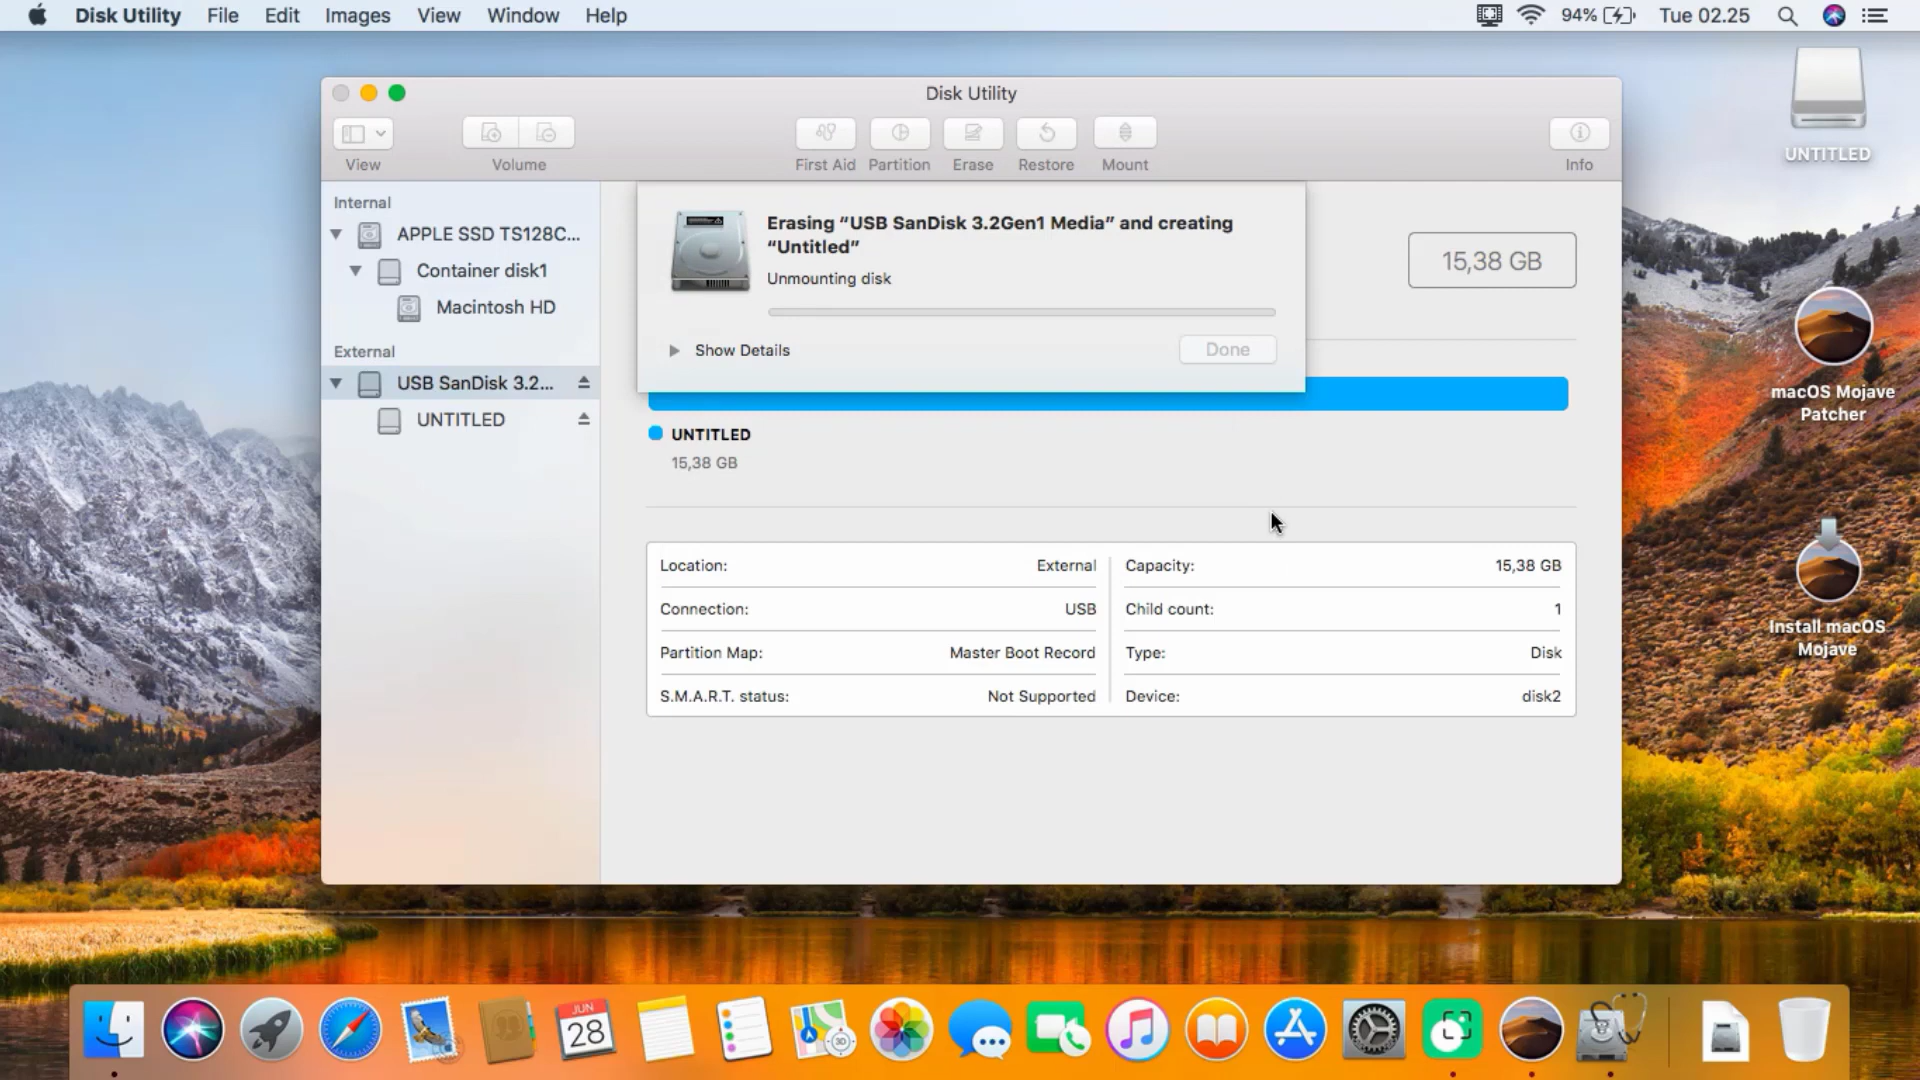 Disk Utility File Edit Images View Window Help 94% Tue 02.25
Disk Utility
View Volume First Aid Partition Erase Restore Mount Info
Internal
APPLE SSD TS128C...
Container disk1
Macintosh HD
External
USB SanDisk 3.2...
UNTITLED
Erasing “USB SanDisk 3.2Gen1 Media” and creating
“Untitled”
Unmounting disk
Show Details Done
15,38 GB
UNTITLED
15,38 GB
Location: External Capacity: 15,38 GB
Connection: USB Child count: 1
Partition Map: Master Boot Record Type: Disk
S.M.A.R.T. status: Not Supported Device: disk2
UNTITLED
macOS Mojave
Patcher
Install macOS
Mojave
JUN
28
3D